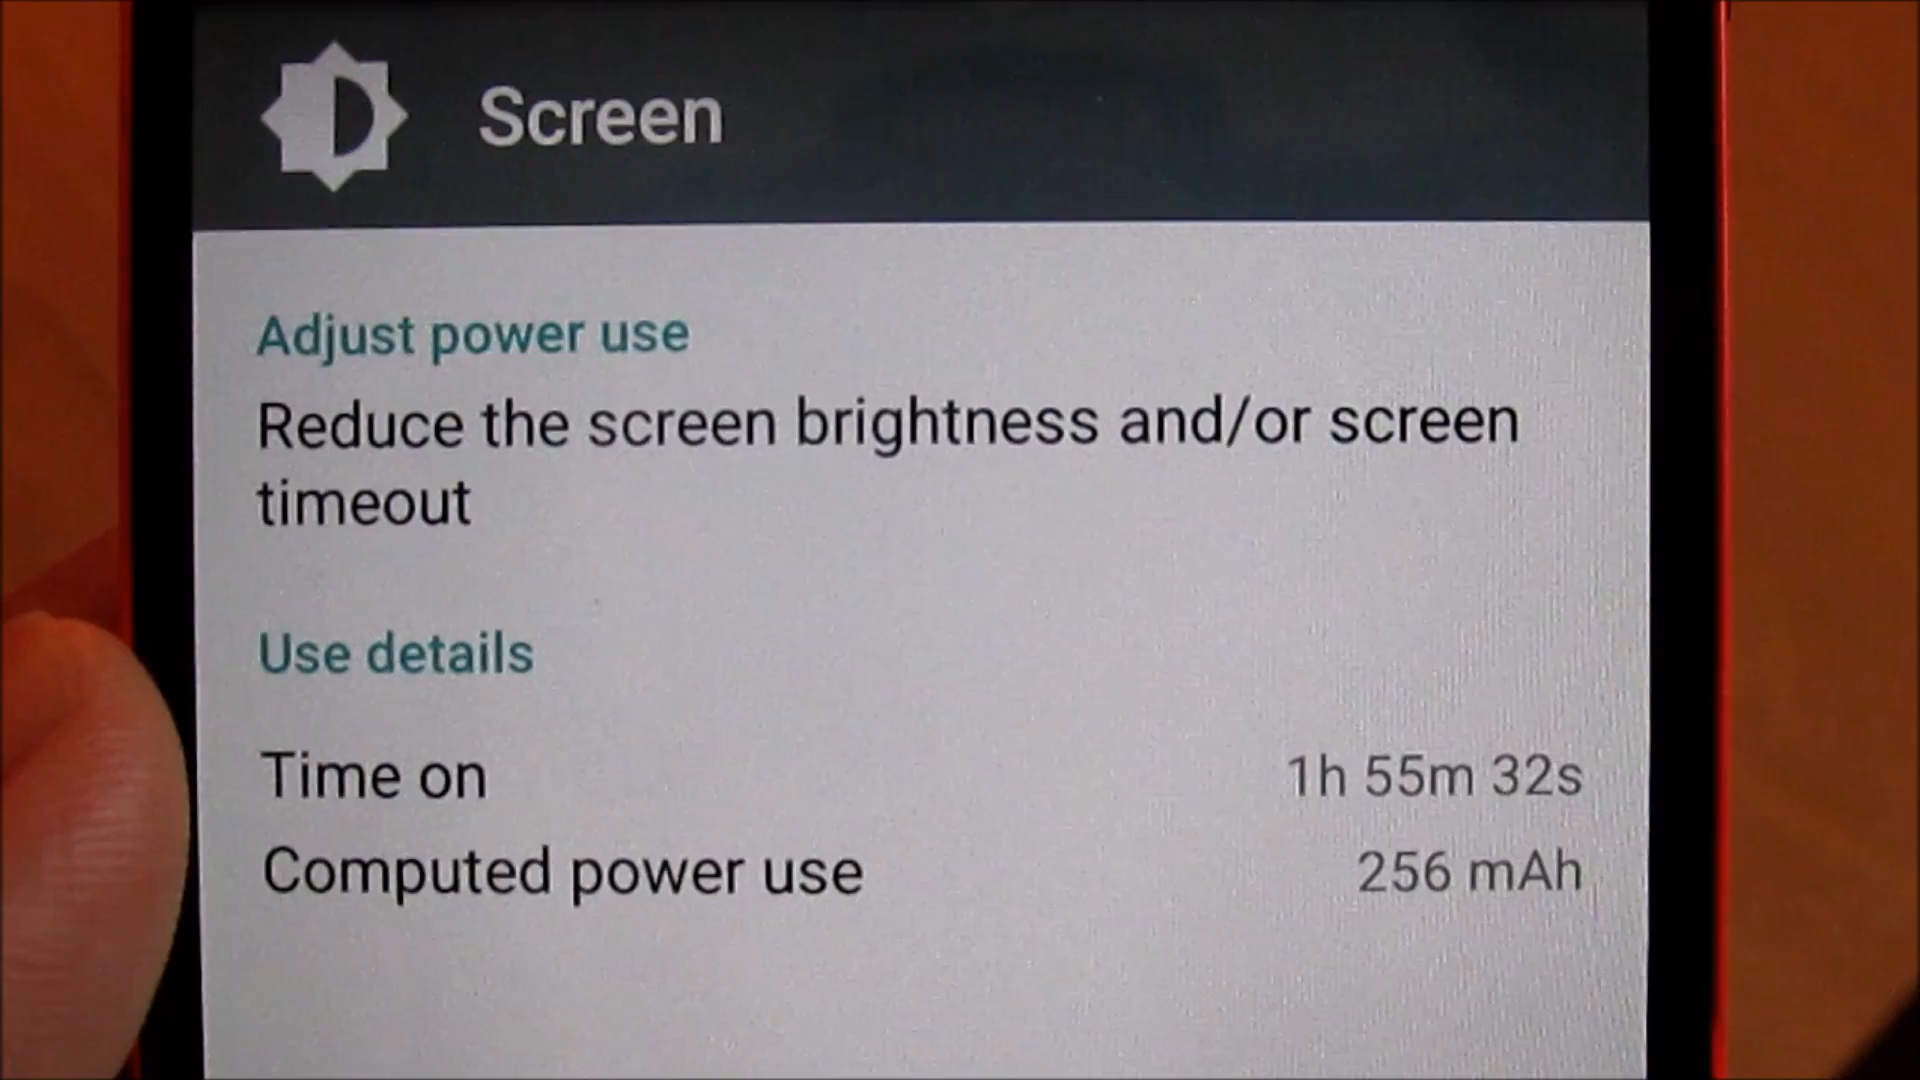 Screen
Adjust power use
Reduce the screen brightness and/or screen
timeout
Use details
Time on 1h 55m 32s
Computed power use 256 mAh